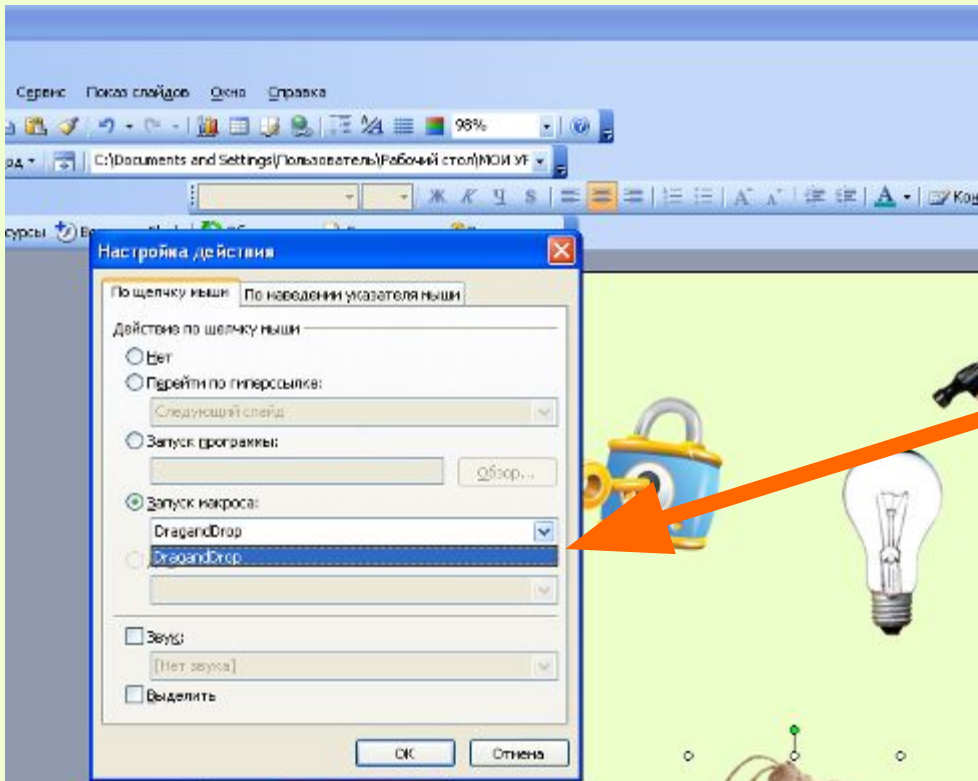 Сервис Показ слайдов Окно Справка
98%
C:\Documents and Settings\Пользователь\Рабочий стол\МОИ УР
Ж К Ч S
сурсы
Настройка действия
По щелчку мыши По наведении указателя мыши
Действие по щелчку мыши
Нет
Перейти по гиперссылке:
Следующий слайд
Запуск программы:
Обзор...
Запуск макроса:
DragandDrop
DragandDrop
Звук:
[Нет звука]
Выделить
ОК Отмена